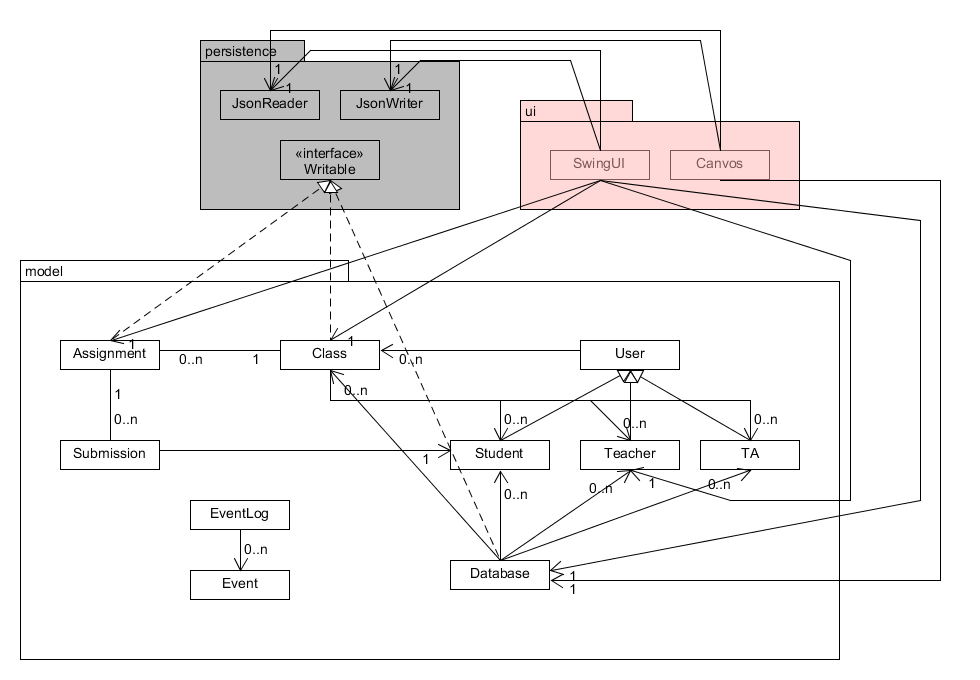 persistence
1
1
1
1
JsonReader
JsonWriter
«interface»
Writable
ui
SwingUI
Canvos
model
1
1
Assignment
0..n
1
Class
0..n
User
1
0..n
0..n
0..n
0..n
0..n
Submission
1
Student
Teacher
TA
0..n
0..n
1
0..n
EventLog
0..n
Event
Database
1
1